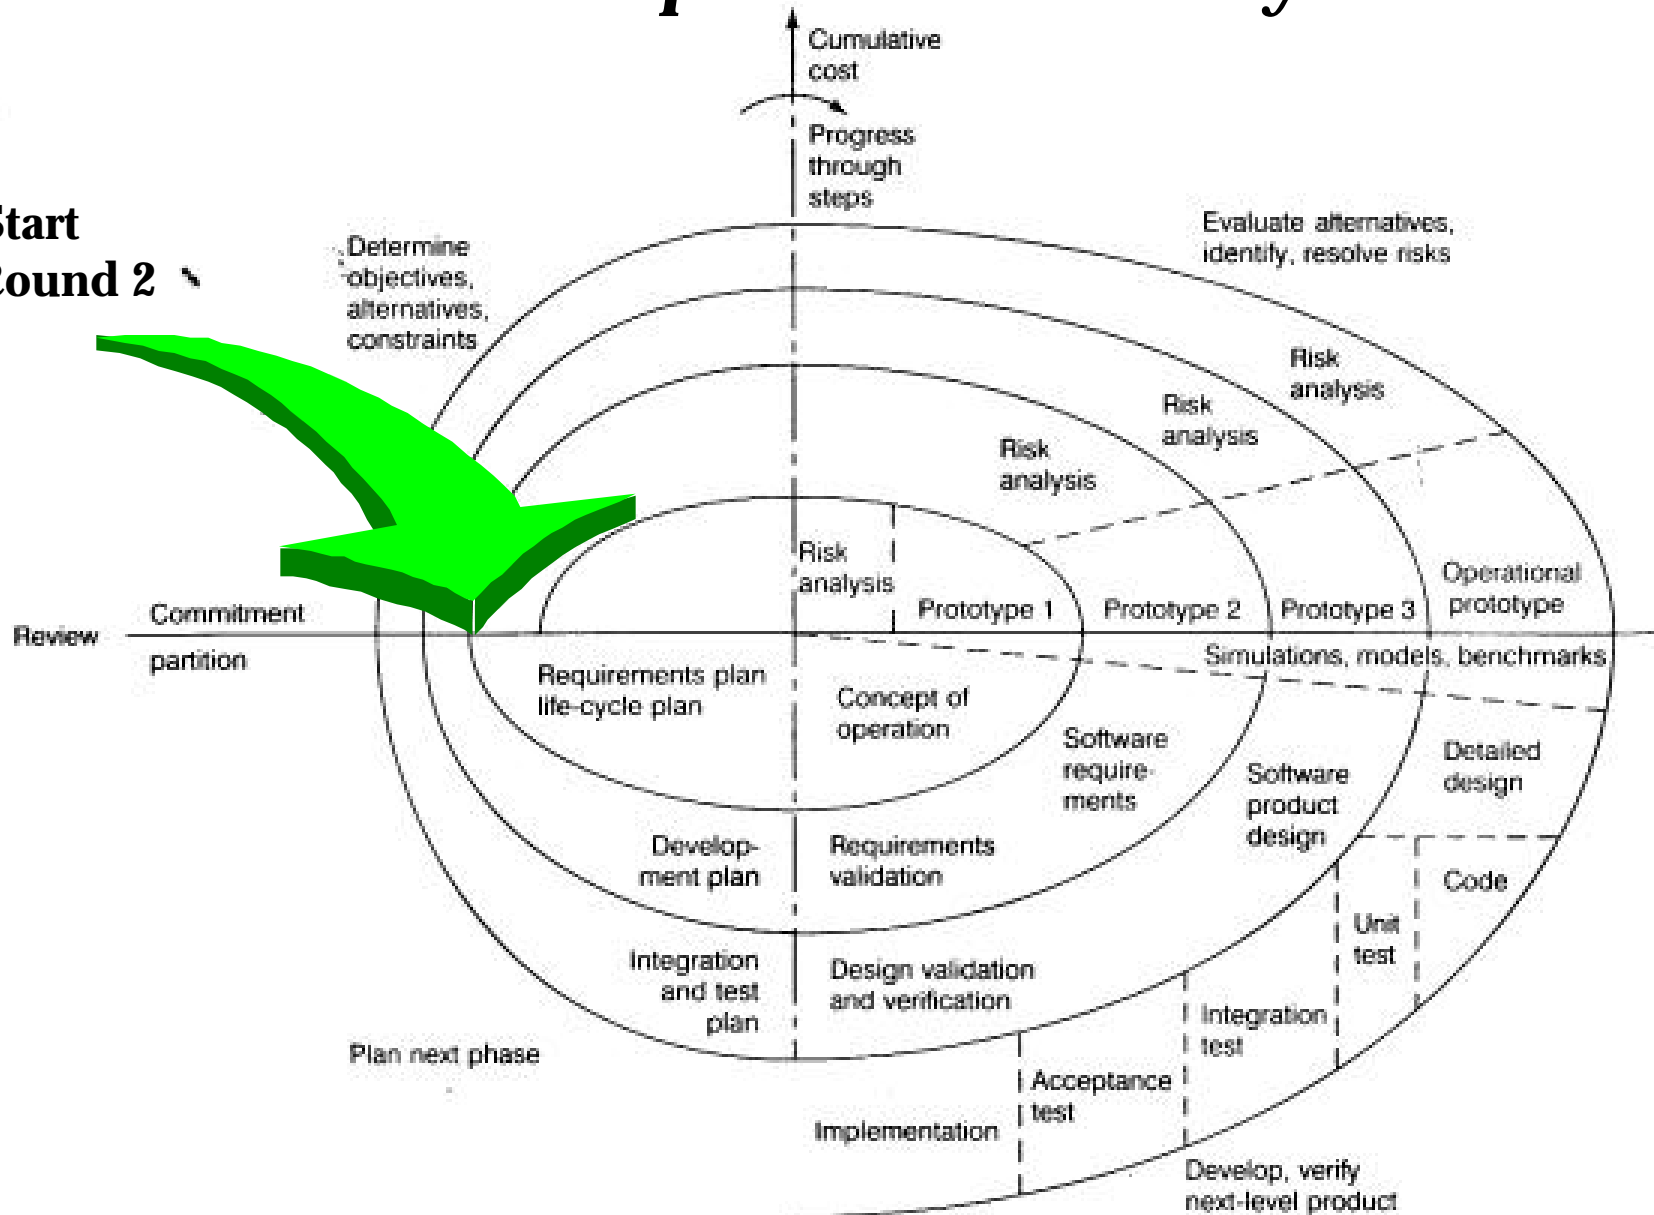 Cumulative
cost
Progress
through
steps
Start
Round 2
Determine
objectives,
alternatives,
constraints
Evaluate alternatives,
identify, resolve risks
Risk
analysis
Risk
analysis
Risk
analysis
Risk
analysis
Prototype 1
Prototype 2
Prototype 3
Operational
prototype
Review
Commitment
partition
Simulations, models, benchmarks
Requirements plan
life-cycle plan
Concept of
operation
Software
require-
ments
Software
product
design
Detailed
design
Develop-
ment plan
Requirements
validation
Code
Unit
test
Integration
and test
plan
Design validation
and verification
Integration
test
Plan next phase
Acceptance
test
Implementation
Develop, verify
next-level product